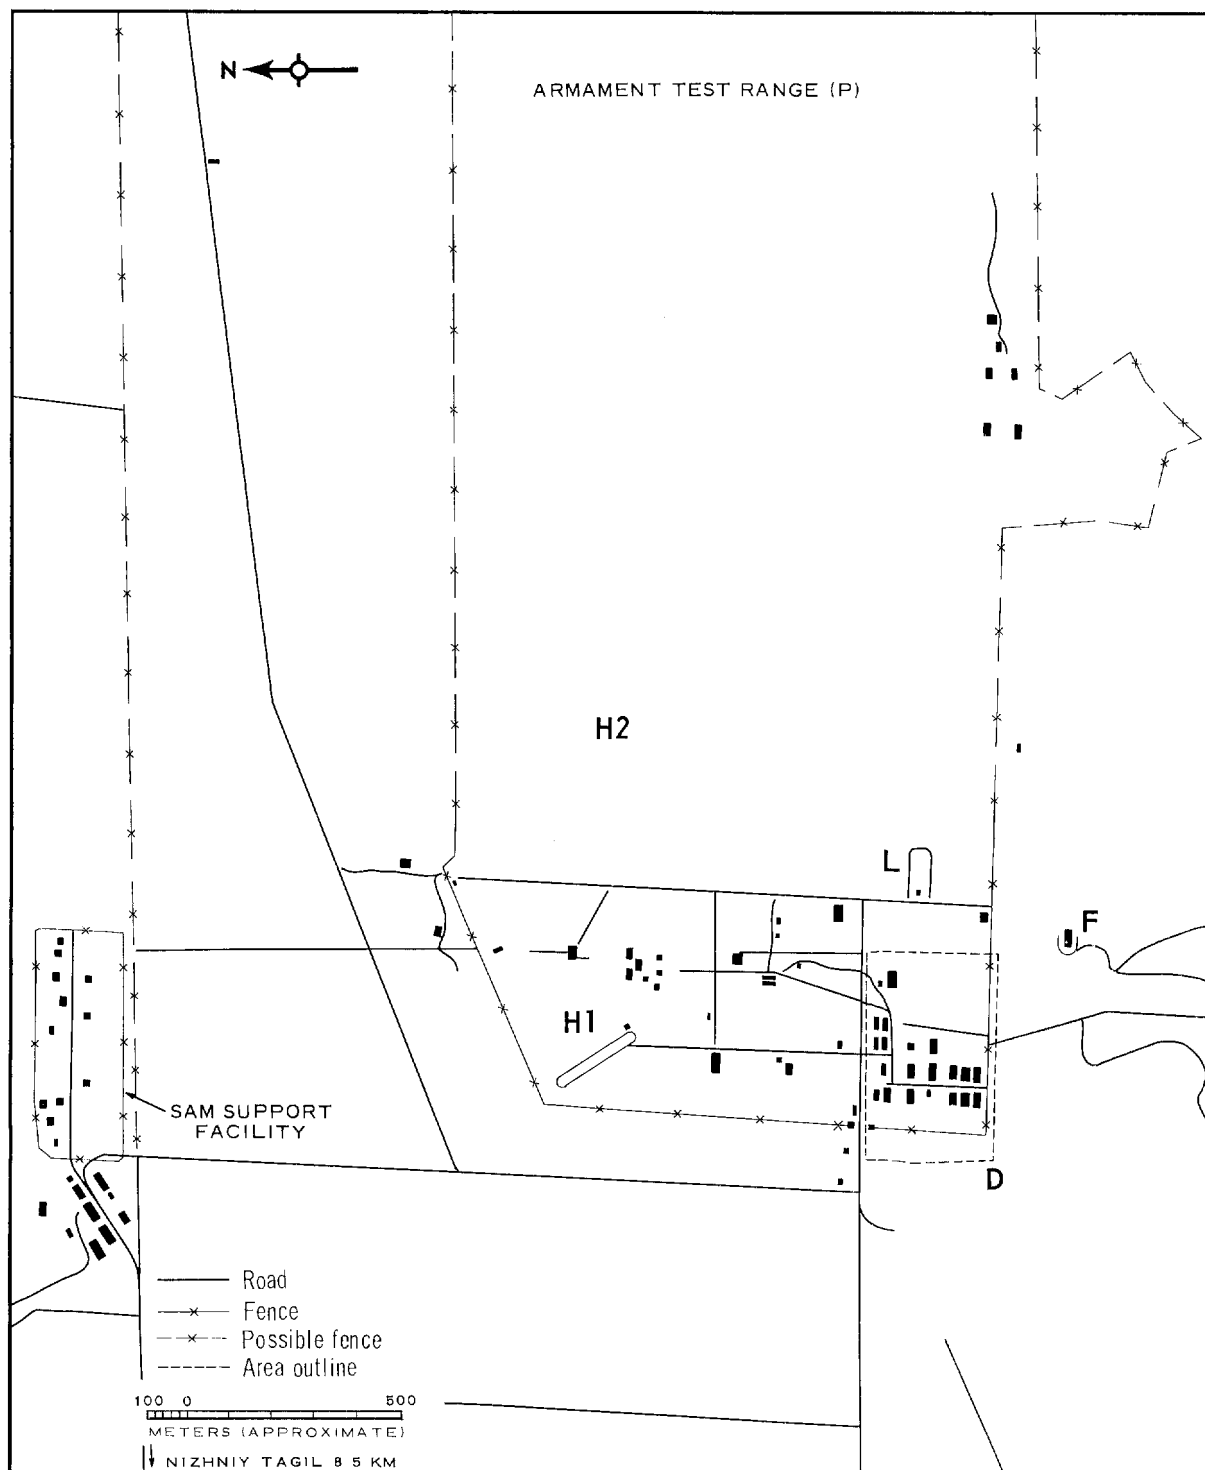 N
ARMAMENT TEST RANGE (P)
H2
L
F
H1
SAM SUPPORT
FACILITY
D
Road
Fence
Possible fence
Area outline
100 0 500
METERS (APPROXIMATE)
NIZHNIY TAGIL 8 5 KM